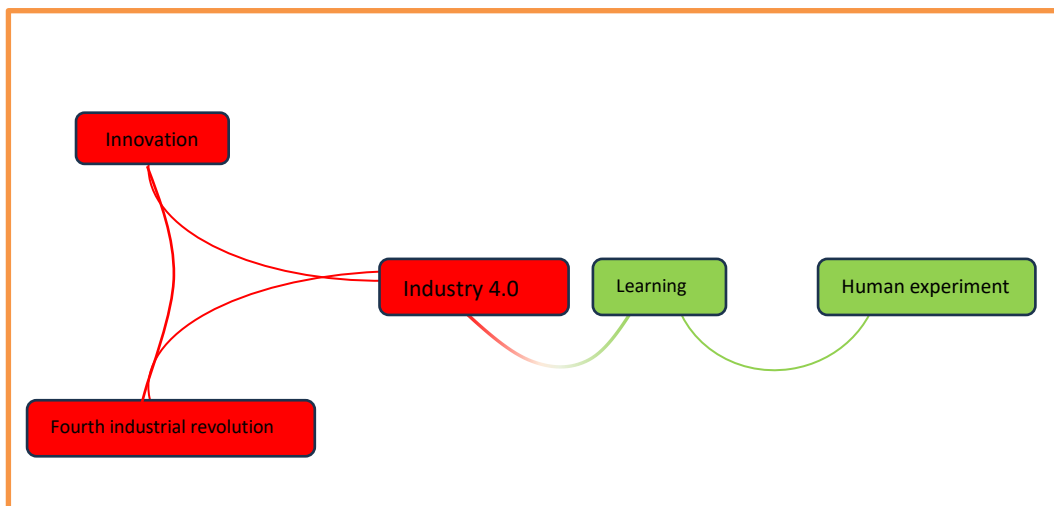 Innovation
Industry 4.0
Learning
Human experiment
Fourth industrial revolution